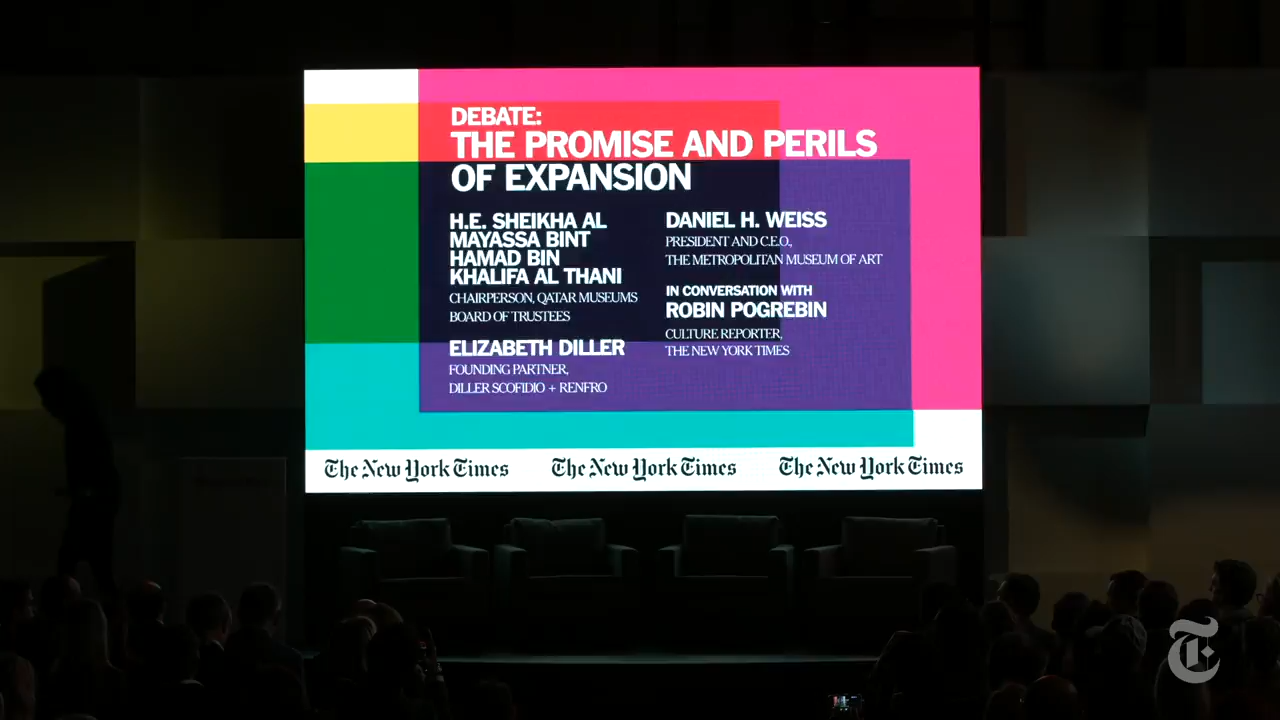 DEBATE:
THE PROMISE AND PERILS
OF EXPANSION
H.E. SHEIKHA AL
MAYASSA BINT
HAMAD BIN
KHALIFA AL THANI
CHAIRPERSON, QATAR MUSEUMS
BOARD OF TRUSTEES
ELIZABETH DILLER
FOUNDING PARTNER,
DILLER SCOFIDIO + RENFRO
DANIEL H. WEISS
PRESIDENT AND C.E.O.,
THE METROPOLITAN MUSEUM OF ART
IN CONVERSATION WITH
ROBIN POGREBIN
CULTURE REPORTER,
THE NEW YORK TIMES
The New York Times The New York Times The New York Times
T